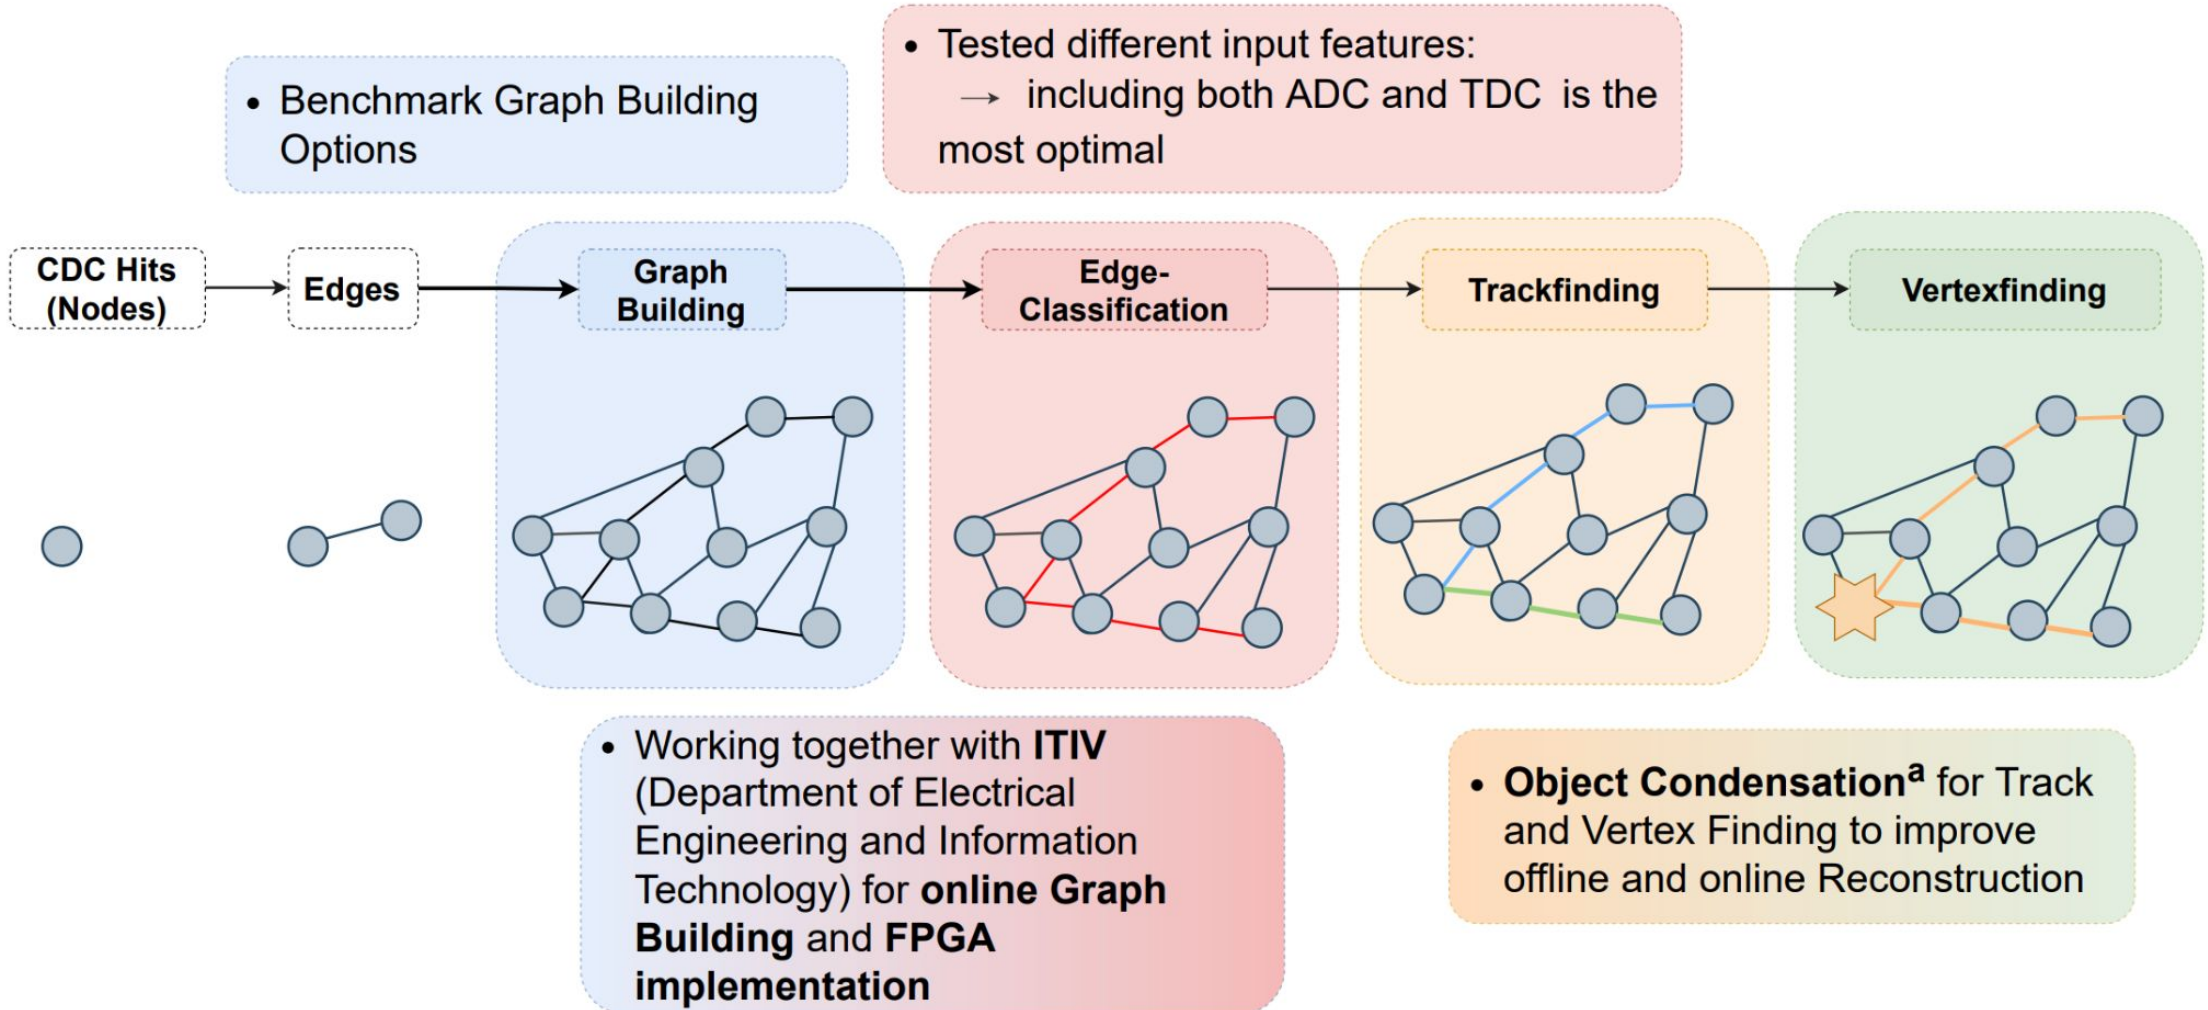 • Benchmark Graph Building
Options
• Tested different input features:
→ including both ADC and TDC is the
most optimal
CDC Hits
(Nodes)
Edges
Graph
Building
Edge-
Classification
Trackfinding
Vertexfinding
• Working together with ITIV
(Department of Electrical
Engineering and Information
Technology) for online Graph
Building and FPGA
implementation
• Object Condensationᵃ for Track
and Vertex Finding to improve
offline and online Reconstruction